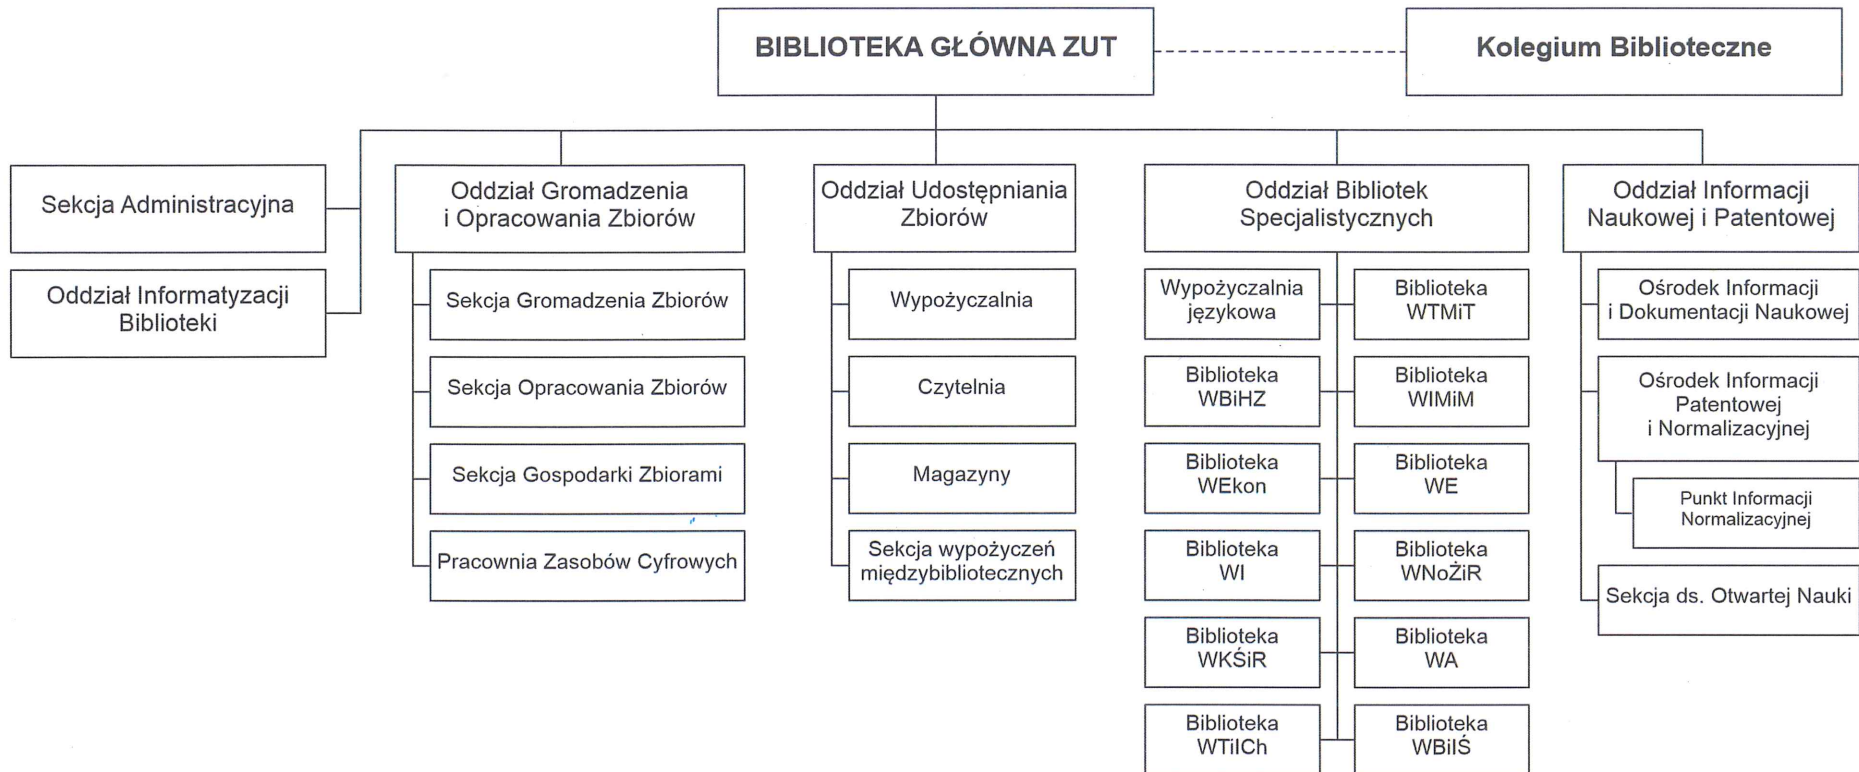 BIBLIOTEKA GŁÓWNA ZUT
Kolegium Biblioteczne
Sekcja Administracyjna
Oddział Informatyzacji
Biblioteki
Oddział Gromadzenia
i Opracowania Zbiorów
Sekcja Gromadzenia Zbiorów
Sekcja Opracowania Zbiorów
Sekcja Gospodarki Zbiorami
Pracownia Zasobów Cyfrowych
Oddział Udostępniania
Zbiorów
Wypożyczalnia
Czytelnia
Magazyny
Sekcja wypożyczeń
międzybibliotecznych
Oddział Bibliotek
Specjalistycznych
Wypożyczalnia
językowa
Biblioteka
WTMiT
Biblioteka
WBiHZ
Biblioteka
WIMiM
Biblioteka
WEkon
Biblioteka
WE
Biblioteka
WI
Biblioteka
WNoŻiR
Biblioteka
WKŚiR
Biblioteka
WA
Biblioteka
WTiICh
Biblioteka
WBiIŚ
Oddział Informacji
Naukowej i Patentowej
Ośrodek Informacji
i Dokumentacji Naukowej
Ośrodek Informacji
Patentowej
i Normalizacyjnej
Punkt Informacji
Normalizacyjnej
Sekcja ds. Otwartej Nauki